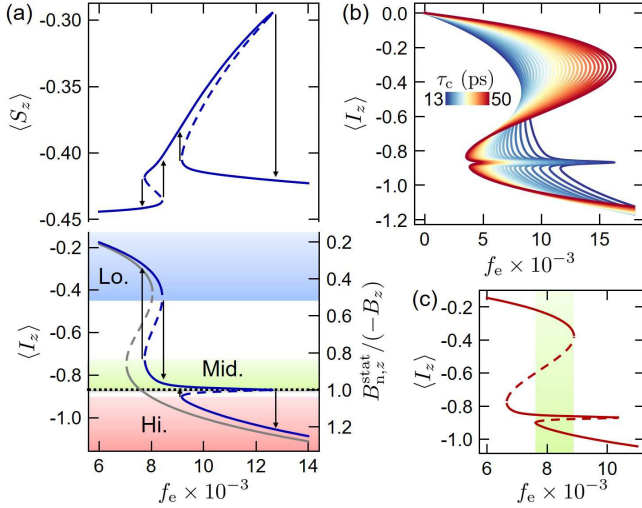 (a)
-0.30
-0.35
-0.40
-0.45
⟨S_z⟩
-0.2
-0.4
-0.6
-0.8
-1.0
⟨I_z⟩
Lo.
Mid.
Hi.
0.2
0.4
0.6
0.8
1.0
1.2
B_{n,z}^{stat}/(-B_z)
6 8 10 12 14
f_e × 10^{-3}
(b)
0.0
-0.2
-0.4
-0.6
-0.8
-1.0
-1.2
⟨I_z⟩
τ_c (ps)
13 50
0 5 10 15
f_e × 10^{-3}
(c)
-0.2
-0.4
-0.6
-0.8
-1.0
⟨I_z⟩
6 8 10
f_e × 10^{-3}